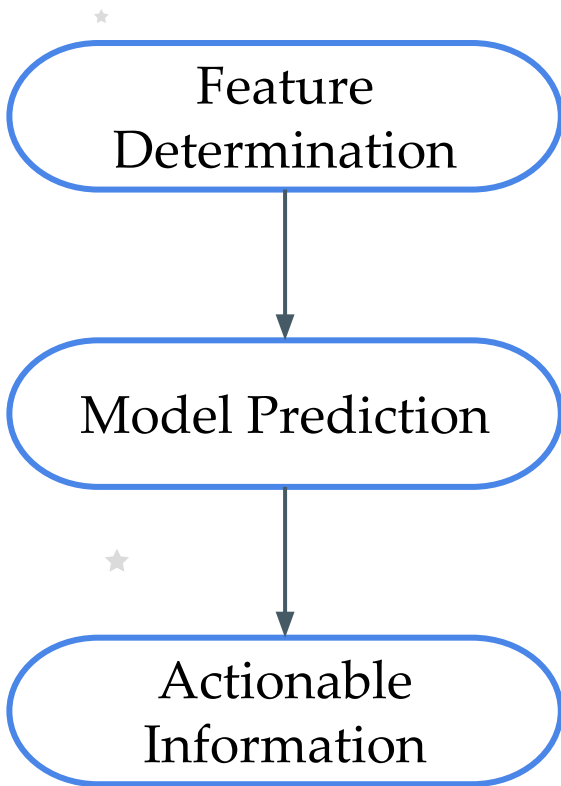 Feature
Determination
Model Prediction
Actionable
Information